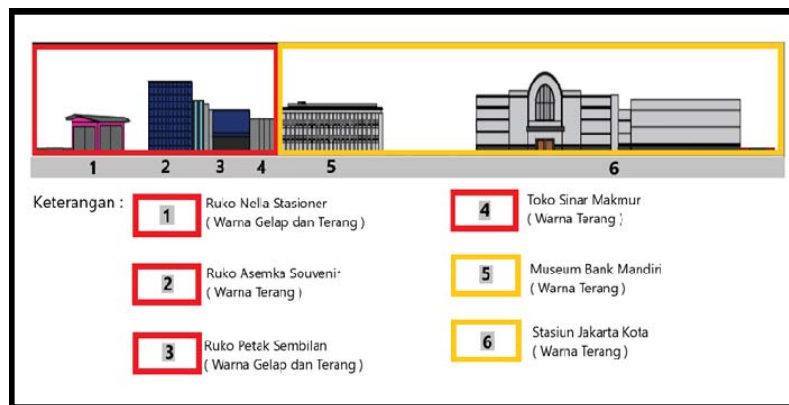 1 2 3 4 5 6
Keterangan :
1
Ruko Nella Stasioner
( Warna Gelap dan Terang )
2
Ruko Asemka Souvenir
( Warna Terang )
3
Ruko Petak Sembilan
( Warna Gelap dan Terang )
4
Toko Sinar Makmur
( Warna Terang )
5
Museum Bank Mandiri
( Warna Terang )
6
Stasiun Jakarta Kota
( Warna Terang )